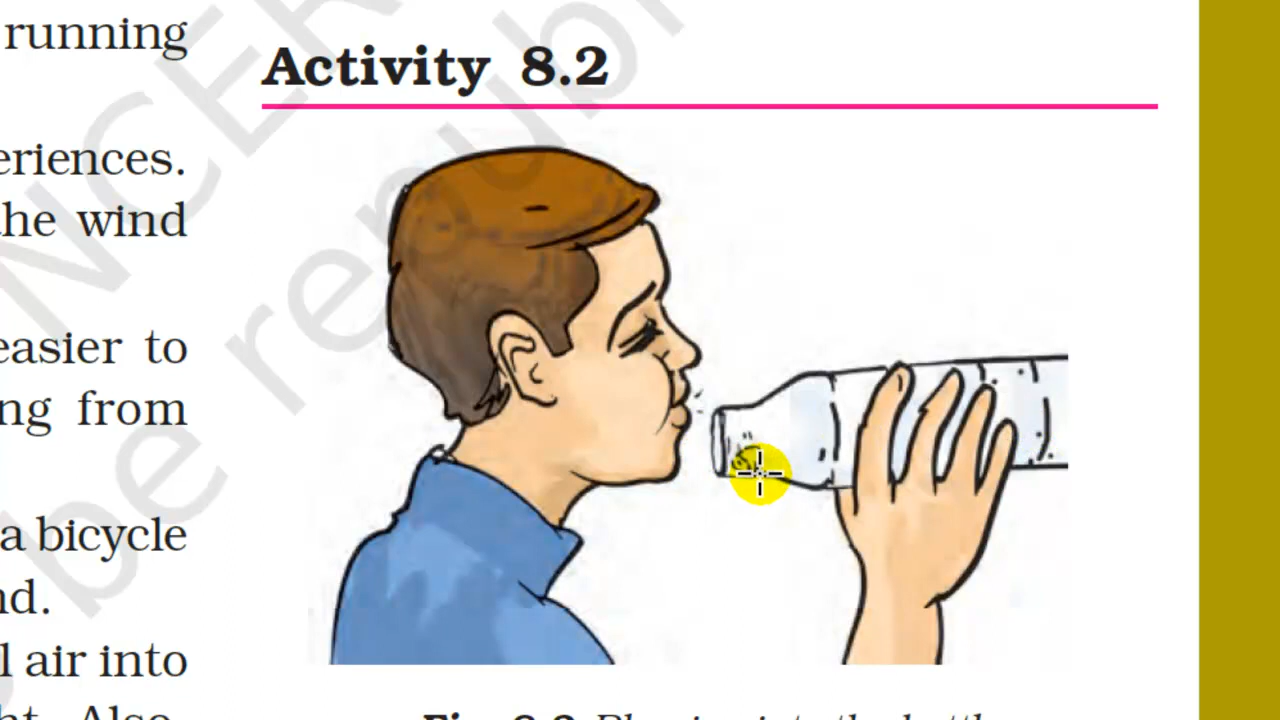 running
eriences.
the wind
easier to
ng from
a bicycle
nd.
l air into
Activity 8.2